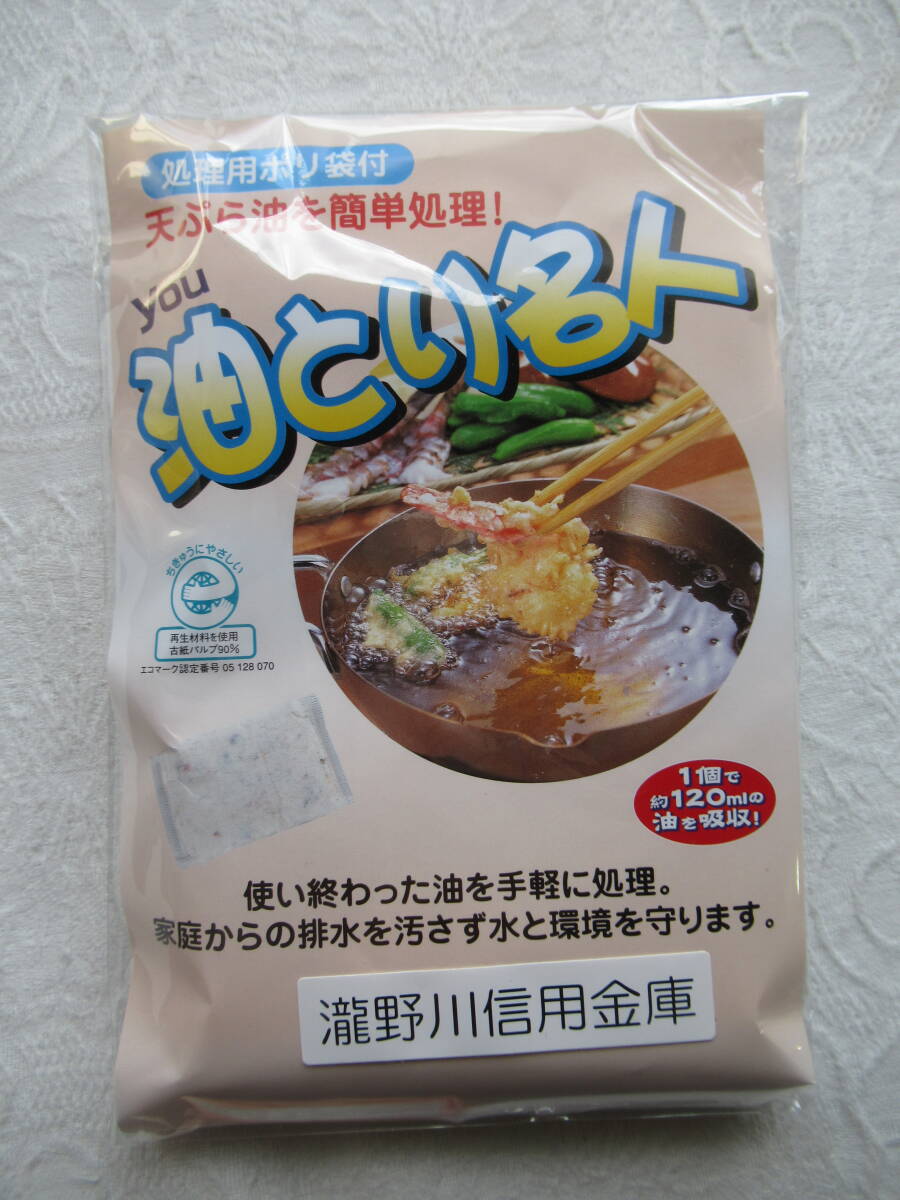 処理用ポリ袋付
天ぷら油を簡単処理!
you
油とり名人
ちきゅうにやさしい
再生材料を使用
古紙パルプ90%
エコマーク認定番号 05 128 070
1個で
約120mlの
油を吸収!
使い終わった油を手軽に処理。
家庭からの排水を汚さず水と環境を守ります。
瀧野川信用金庫